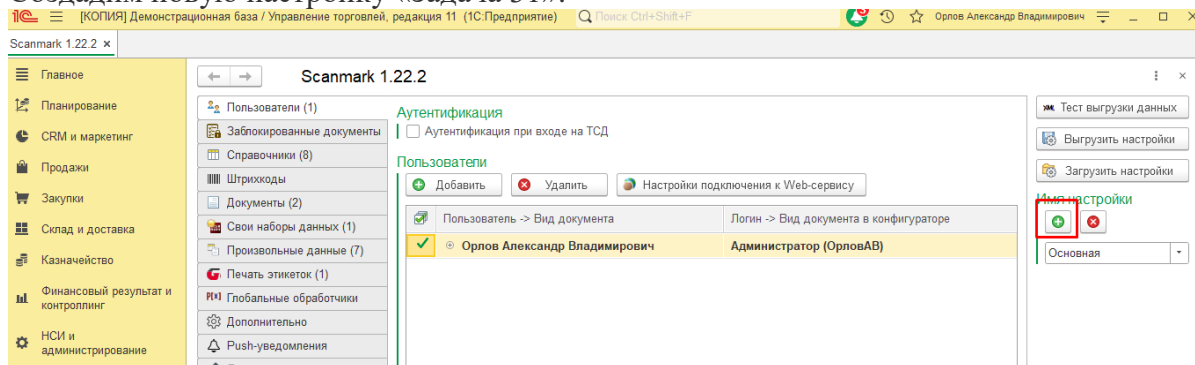 Создадим новую настройку «Задача 31».
[КОПИЯ] Демонстрационная база / Управление торговлей, редакция 11 (1С:Предприятие)
Поиск Ctrl+Shift+F
Орлов Александр Владимирович
Scanmark 1.22.2 ×
Главное
Планирование
CRM и маркетинг
Продажи
Закупки
Склад и доставка
Казначейство
Финансовый результат и
контроллинг
НСИ и
администрирование
Scanmark 1.22.2
Пользователи (1)
Заблокированные документы
Справочники (8)
Штрихкоды
Документы (2)
Свои наборы данных (1)
Произвольные данные (7)
Печать этикеток (1)
Глобальные обработчики
Дополнительно
Push-уведомления
Аутентификация
Аутентификация при входе на ТСД
Пользователи
Добавить
Удалить
Настройки подключения к Web-сервису
Пользователь -> Вид документа
Логин -> Вид документа в конфигураторе
Орлов Александр Владимирович
Администратор (ОрловАВ)
Тест выгрузки данных
Выгрузить настройки
Загрузить настройки
Имя настройки
Основная